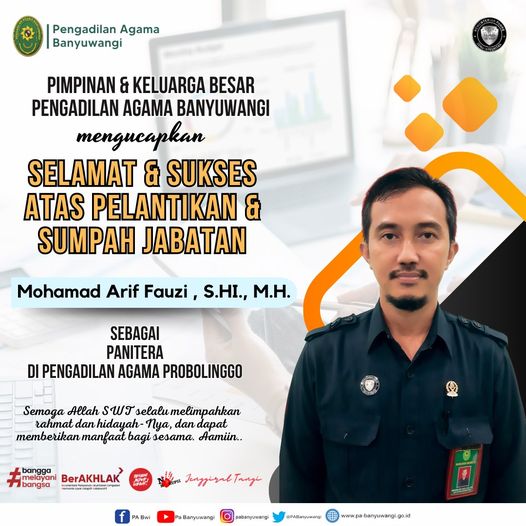 Pengadilan Agama
Banyuwangi
PIMPINAN & KELUARGA BESAR
PENGADILAN AGAMA BANYUWANGI
mengucapkan
SELAMAT & SUKSES
ATAS PELANTIKAN &
SUMPAH JABATAN
Mohamad Arif Fauzi , S.HI., M.H.
SEBAGAI
PANITERA
DI PENGADILAN AGAMA PROBOLINGGO
Semoga Allah SWT selalu melimpahkan
rahmat dan hidayah- Nya, dan dapat
memberikan manfaat bagi sesama. Aamiin..
#bangga
melayani
bangsa
BerAKHLAK
Jenggirat Tangi
PA Bwi
Pa Banyuwangi
pabanyuwangi
@PABanyuwangi
www.pa-banyuwangi.go.id